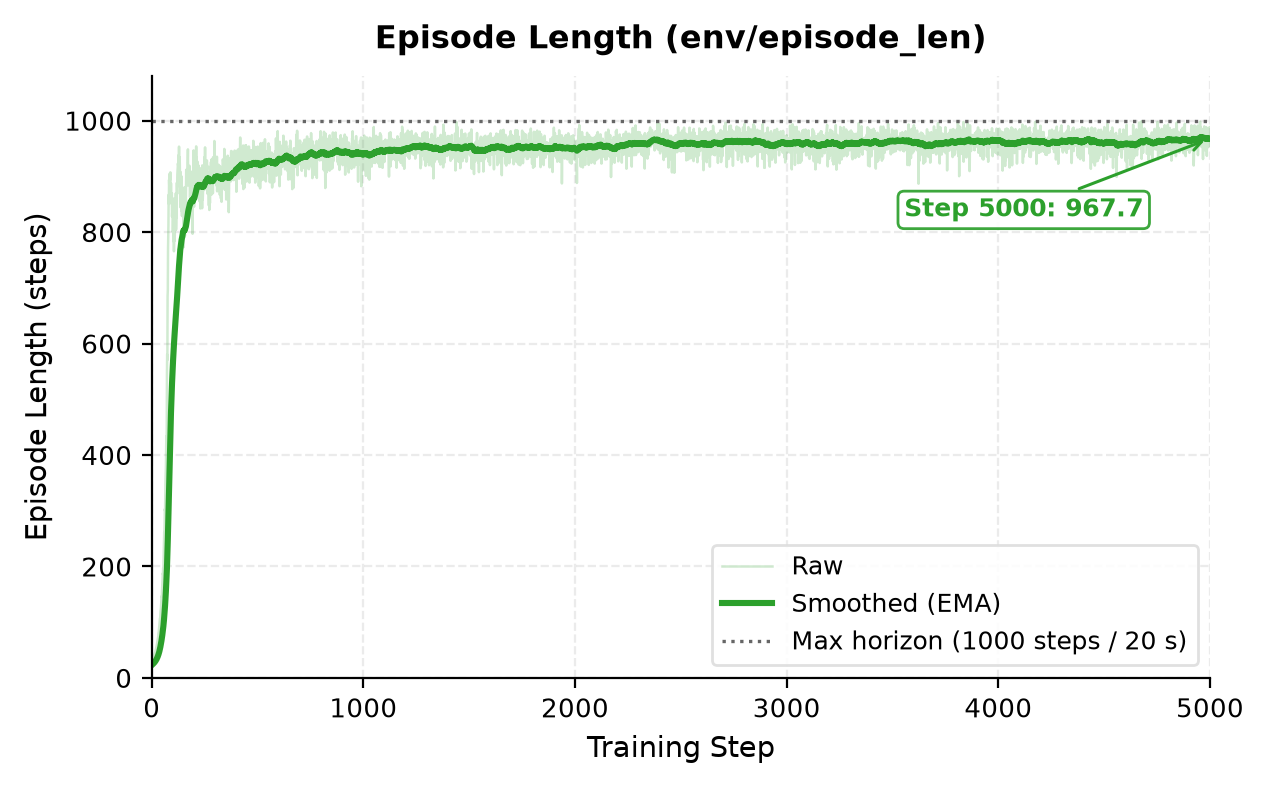 Episode Length (env/episode_len)
Episode Length (steps)
1000
800
600
400
200
0
Step 5000: 967.7
Raw
Smoothed (EMA)
Max horizon (1000 steps / 20 s)
0 1000 2000 3000 4000 5000
Training Step